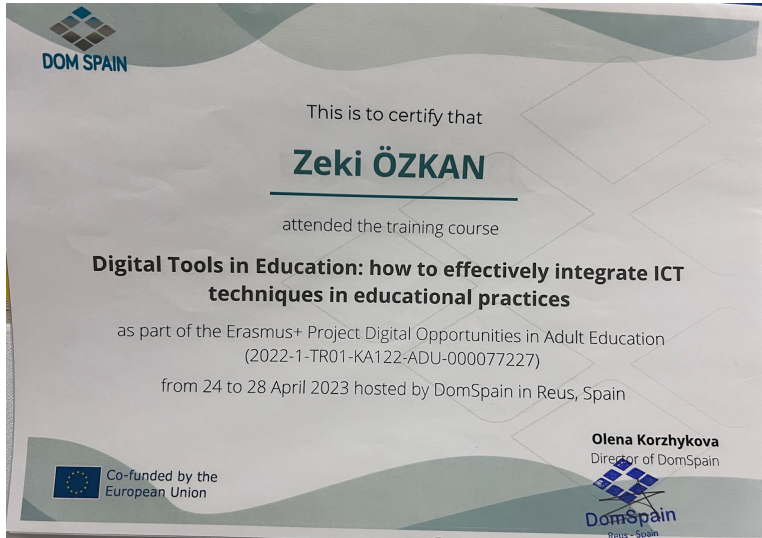 DOM SPAIN
This is to certify that
Zeki ÖZKAN
attended the training course
Digital Tools in Education: how to effectively integrate ICT
techniques in educational practices
as part of the Erasmus+ Project Digital Opportunities in Adult Education
(2022-1-TR01-KA122-ADU-000077227)
from 24 to 28 April 2023 hosted by DomSpain in Reus, Spain
Olena Korzhykova
Director of DomSpain
Co-funded by the
European Union
DomSpain
Reus - Spain